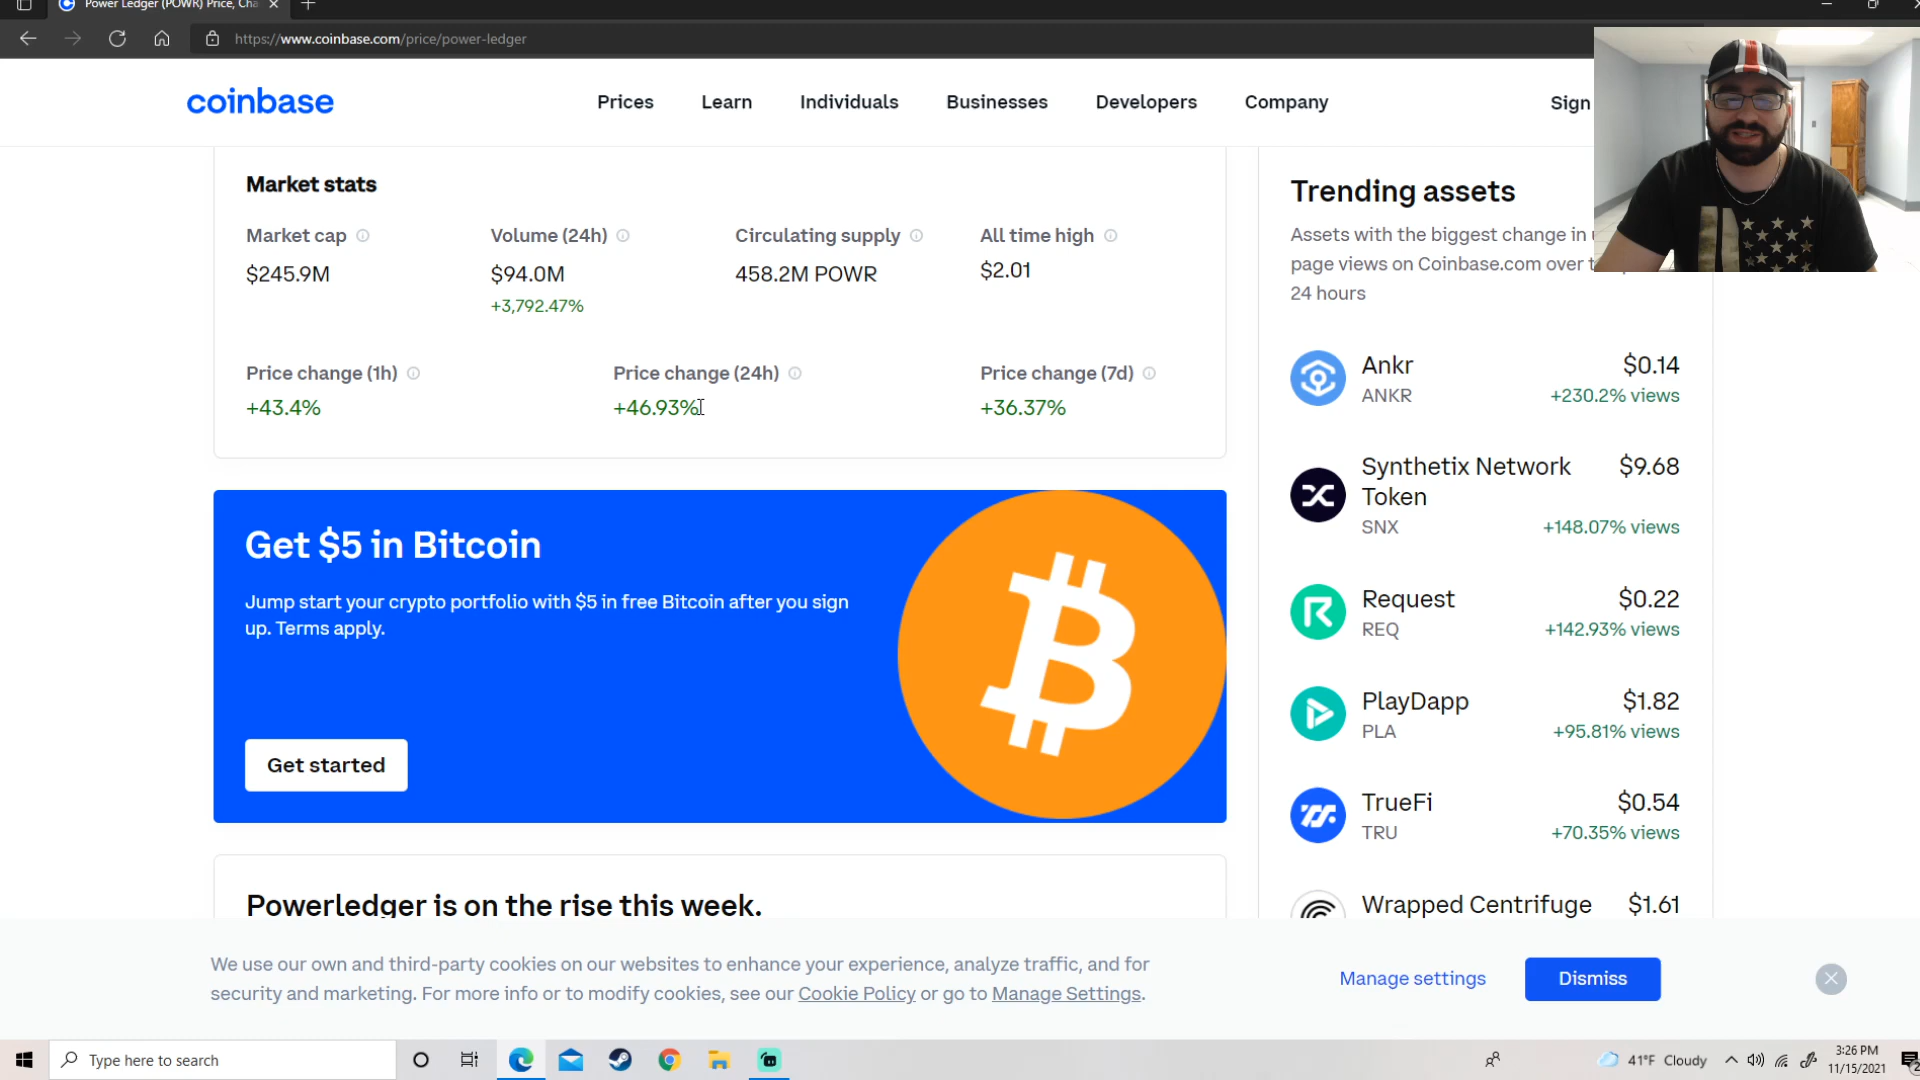 Power Ledger (POWR) Price, Cha
https://www.coinbase.com/price/power-ledger
coinbase
Prices
Learn
Individuals
Businesses
Developers
Company
Sign
Market stats
Market cap
$245.9M
Volume (24h)
$94.0M
+3,792.47%
Circulating supply
458.2M POWR
All time high
$2.01
Price change (1h)
+43.4%
Price change (24h)
+46.93%
Price change (7d)
+36.37%
Get $5 in Bitcoin
Jump start your crypto portfolio with $5 in free Bitcoin after you sign
up. Terms apply.
Get started
Powerledger is on the rise this week.
Trending assets
Assets with the biggest change in
page views on Coinbase.com over
24 hours
Ankr $0.14
ANKR +230.2% views
Synthetix Network $9.68
Token
SNX +148.07% views
Request $0.22
REQ +142.93% views
PlayDapp $1.82
PLA +95.81% views
TrueFi $0.54
TRU +70.35% views
Wrapped Centrifuge $1.61
We use our own and third-party cookies on our websites to enhance your experience, analyze traffic, and for
security and marketing. For more info or to modify cookies, see our Cookie Policy or go to Manage Settings.
Manage settings
Dismiss
Type here to search
41°F Cloudy
3:26 PM
11/15/2021